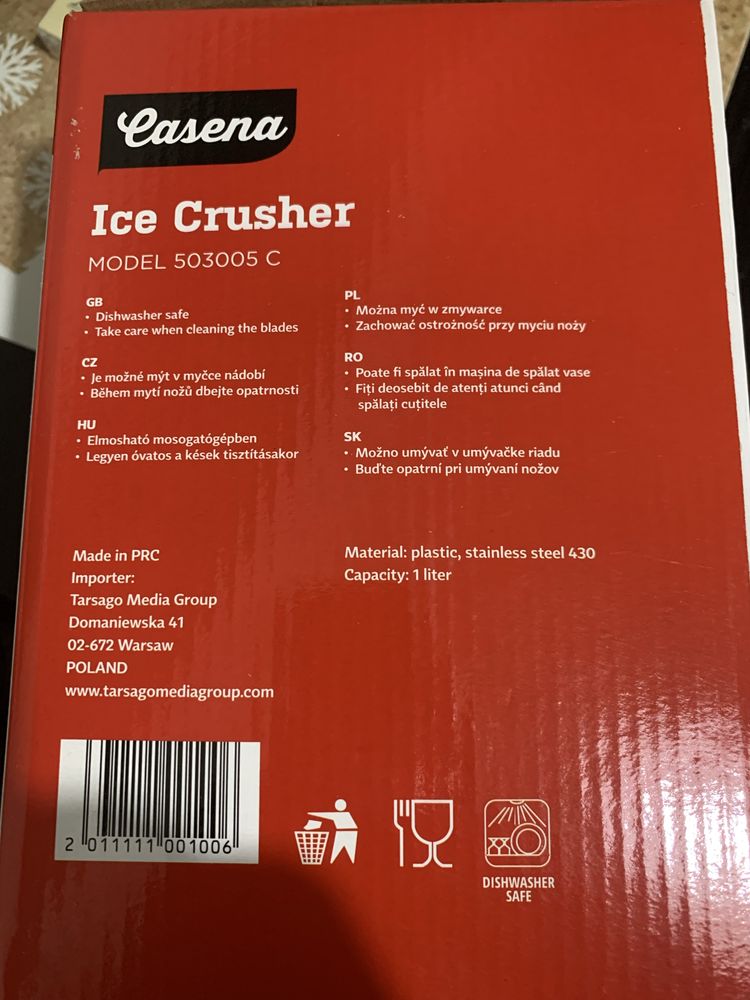 Casena
Ice Crusher
MODEL 503005 C
GB
• Dishwasher safe
• Take care when cleaning the blades
CZ
• Je možné mýt v myčce nádobí
• Během mytí nožů dbejte opatrnosti
HU
• Elmosható mosogatógépben
• Legyen óvatos a kések tisztításakor
PL
• Można myć w zmywarce
• Zachować ostrożność przy myciu noży
RO
• Poate fi spălat în mașina de spălat vase
• Fiți deosebit de atenți atunci când
spălați cuțitele
SK
• Možno umývať v umývačke riadu
• Buďte opatrní pri umývaní nožov
Made in PRC
Importer:
Tarsago Media Group
Domaniewska 41
02-672 Warsaw
POLAND
www.tarsagomediagroup.com
Material: plastic, stainless steel 430
Capacity: 1 liter
2 011111 001006
DISHWASHER
SAFE